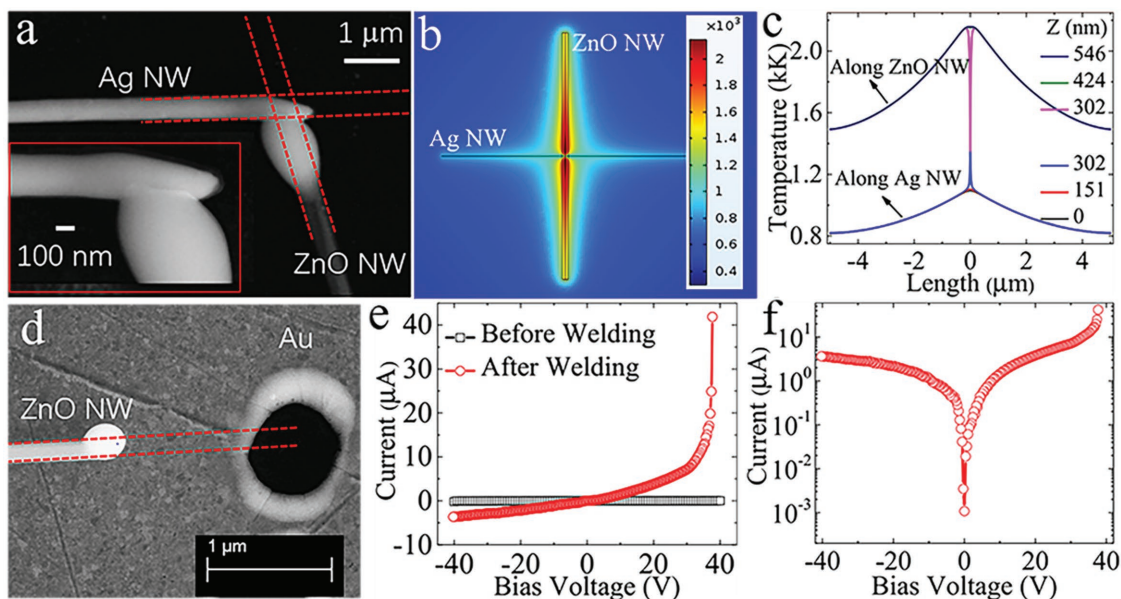 a
1 μm
Ag NW
100 nm
ZnO NW
b
×10³
ZnO NW
Ag NW
2
1.8
1.6
1.4
1.2
1
0.8
0.6
0.4
c
Z (nm)
546
424
302
Along ZnO NW
302
151
0
Along Ag NW
Temperature (kK)
2.0
1.6
1.2
0.8
-4 -2 0 2 4
Length (μm)
d
Au
ZnO NW
1 μm
e
Before Welding
After Welding
Current (μA)
40
30
20
10
0
-10
-40 -20 0 20 40
Bias Voltage (V)
f
Current (μA)
10¹
10⁰
10⁻¹
10⁻²
10⁻³
-40 -20 0 20 40
Bias Voltage (V)